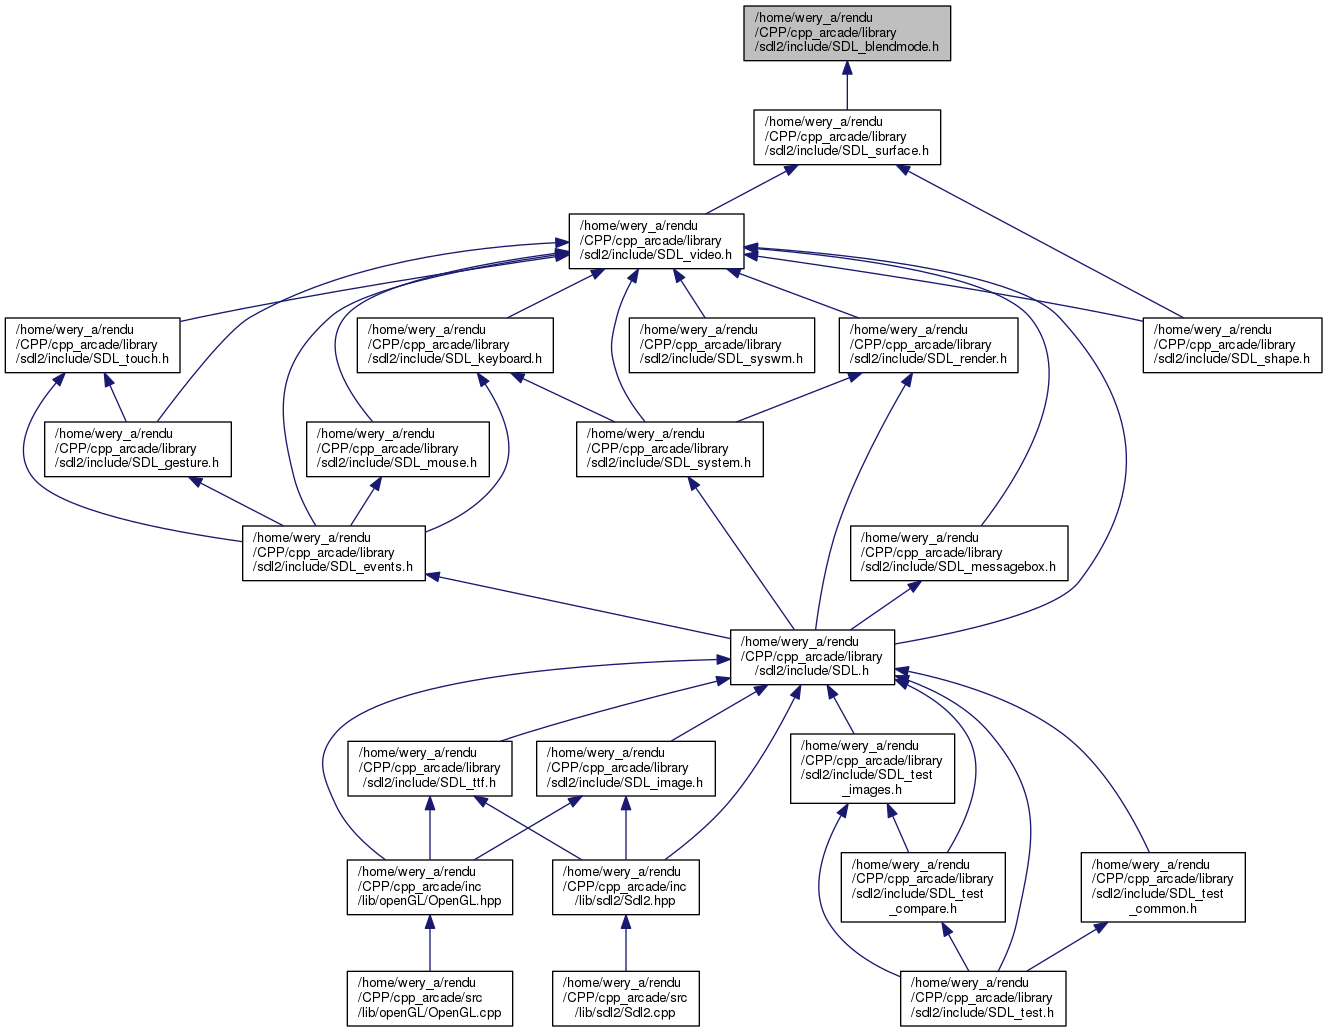 /home/wery_a/rendu
/CPP/cpp_arcade/library
/sdl2/include/SDL_blendmode.h
/home/wery_a/rendu
/CPP/cpp_arcade/library
/sdl2/include/SDL_surface.h
/home/wery_a/rendu
/CPP/cpp_arcade/library
/sdl2/include/SDL_video.h
/home/wery_a/rendu
/CPP/cpp_arcade/library
/sdl2/include/SDL_touch.h
/home/wery_a/rendu
/CPP/cpp_arcade/library
/sdl2/include/SDL_keyboard.h
/home/wery_a/rendu
/CPP/cpp_arcade/library
/sdl2/include/SDL_syswm.h
/home/wery_a/rendu
/CPP/cpp_arcade/library
/sdl2/include/SDL_render.h
/home/wery_a/rendu
/CPP/cpp_arcade/library
/sdl2/include/SDL_shape.h
/home/wery_a/rendu
/CPP/cpp_arcade/library
/sdl2/include/SDL_gesture.h
/home/wery_a/rendu
/CPP/cpp_arcade/library
/sdl2/include/SDL_mouse.h
/home/wery_a/rendu
/CPP/cpp_arcade/library
/sdl2/include/SDL_system.h
/home/wery_a/rendu
/CPP/cpp_arcade/library
/sdl2/include/SDL_events.h
/home/wery_a/rendu
/CPP/cpp_arcade/library
/sdl2/include/SDL_messagebox.h
/home/wery_a/rendu
/CPP/cpp_arcade/library
/sdl2/include/SDL.h
/home/wery_a/rendu
/CPP/cpp_arcade/library
/sdl2/include/SDL_ttf.h
/home/wery_a/rendu
/CPP/cpp_arcade/library
/sdl2/include/SDL_image.h
/home/wery_a/rendu
/CPP/cpp_arcade/library
/sdl2/include/SDL_test
_images.h
/home/wery_a/rendu
/CPP/cpp_arcade/inc
/lib/openGL/OpenGL.hpp
/home/wery_a/rendu
/CPP/cpp_arcade/inc
/lib/sdl2/Sdl2.hpp
/home/wery_a/rendu
/CPP/cpp_arcade/library
/sdl2/include/SDL_test
_compare.h
/home/wery_a/rendu
/CPP/cpp_arcade/library
/sdl2/include/SDL_test
_common.h
/home/wery_a/rendu
/CPP/cpp_arcade/src
/lib/openGL/OpenGL.cpp
/home/wery_a/rendu
/CPP/cpp_arcade/src
/lib/sdl2/Sdl2.cpp
/home/wery_a/rendu
/CPP/cpp_arcade/library
/sdl2/include/SDL_test.h